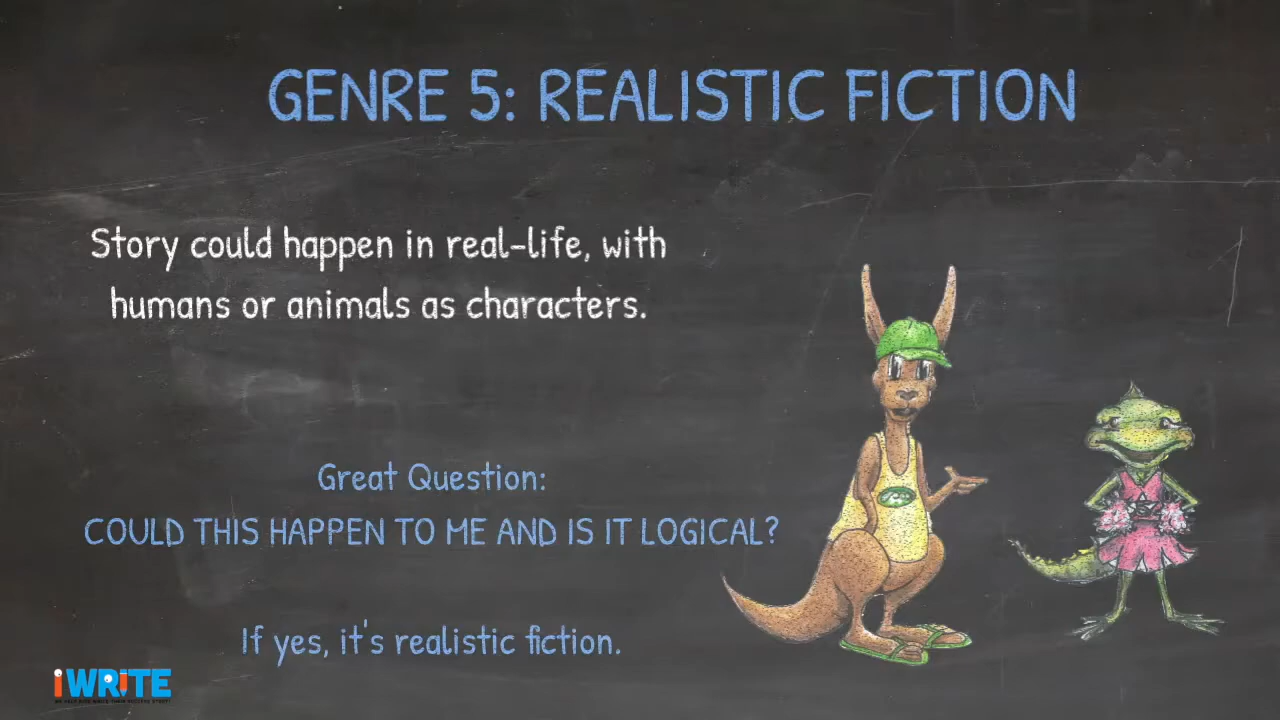 GENRE 5: REALISTIC FICTION
Story could happen in real-life, with
humans or animals as characters.
Great Question:
COULD THIS HAPPEN TO ME AND IS IT LOGICAL?
If yes, it's realistic fiction.
iWRiTE